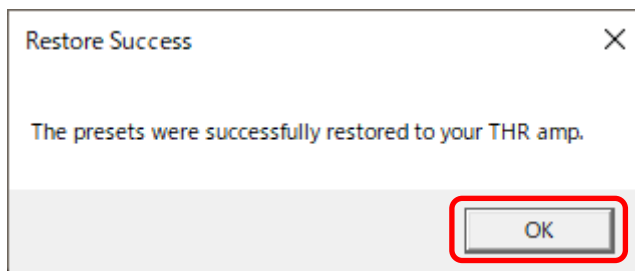 Restore Success
The presets were successfully restored to your THR amp.
OK